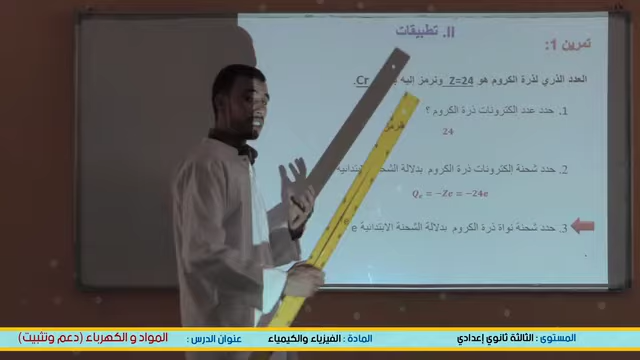 II. تطبيقات
تمرين 1:
العدد الذري لذرة الكروم هو Z=24 ونرمز إليه Cr.
1. حدد عدد الكترونات ذرة الكروم ؟
24
2. حدد شحنة إلكترونات ذرة الكروم بدلالة الشحنة الابتدائية
Qₑ = −Ze = −24e
3. حدد شحنة نواة ذرة الكروم بدلالة الشحنة الابتدائية e
المستوى : الثالثة ثانوي إعدادي المادة : الفيزياء والكيمياء عنوان الدرس : المواد و الكهرباء (دعم وتثبيت)